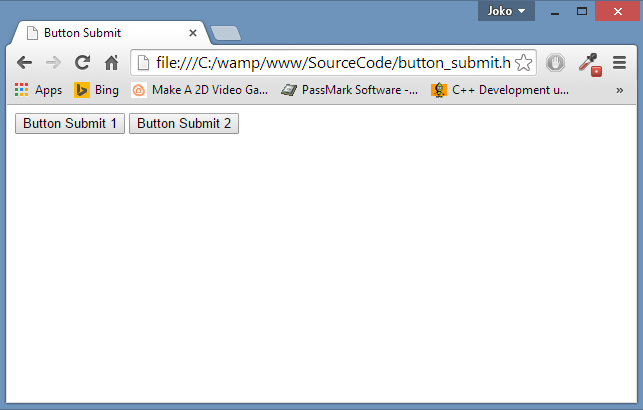 Joko
Button Submit
file:///C:/wamp/www/SourceCode/button_submit.h
Apps Bing Make A 2D Video Ga... PassMark Software -... C++ Development u... »
Button Submit 1 Button Submit 2